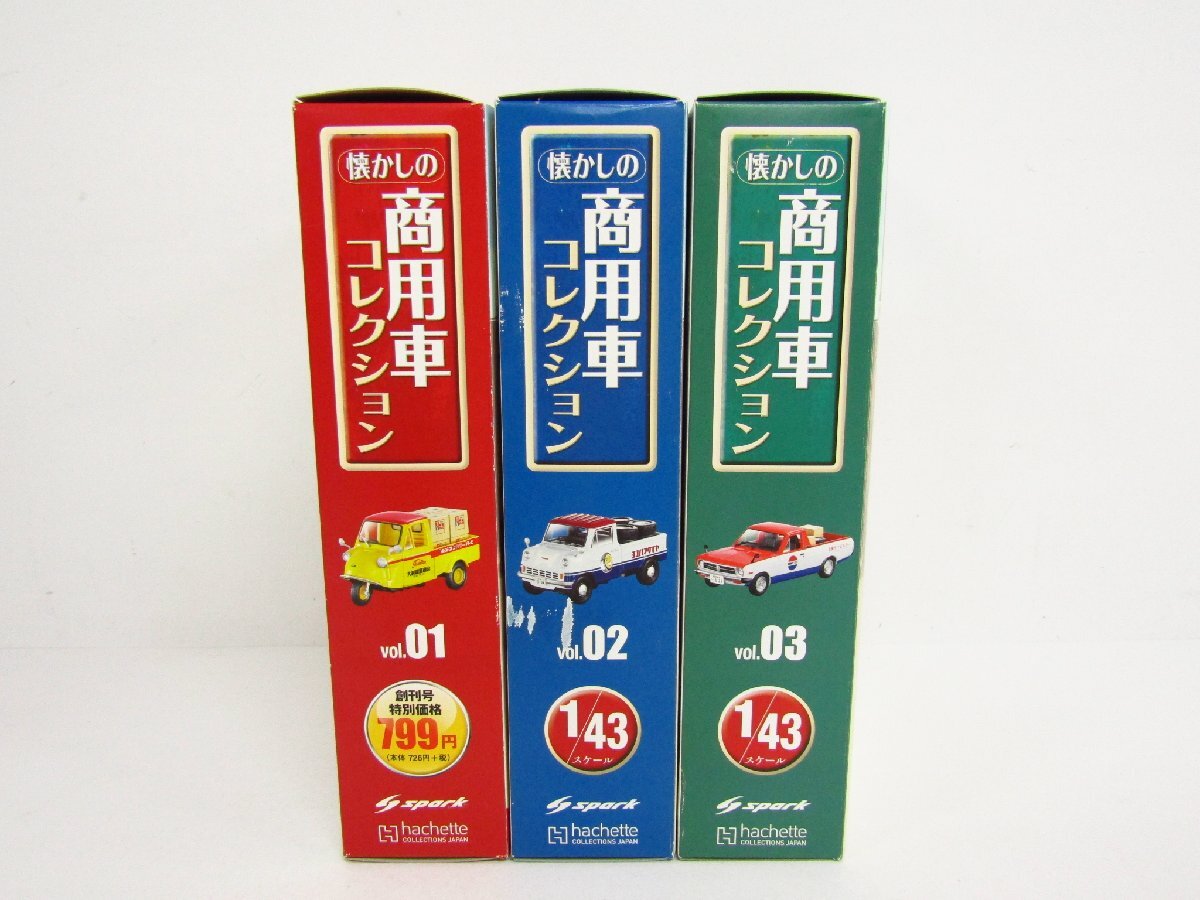 懐かしの
商用車
コレクション
vol.01
創刊号
特別価格
799円
(本体 726円+税)
spark
hachette
COLLECTIONS JAPAN
懐かしの
商用車
コレクション
vol.02
1/43
スケール
spark
hachette
COLLECTIONS JAPAN
懐かしの
商用車
コレクション
vol.03
1/43
スケール
spark
hachette
COLLECTIONS JAPAN